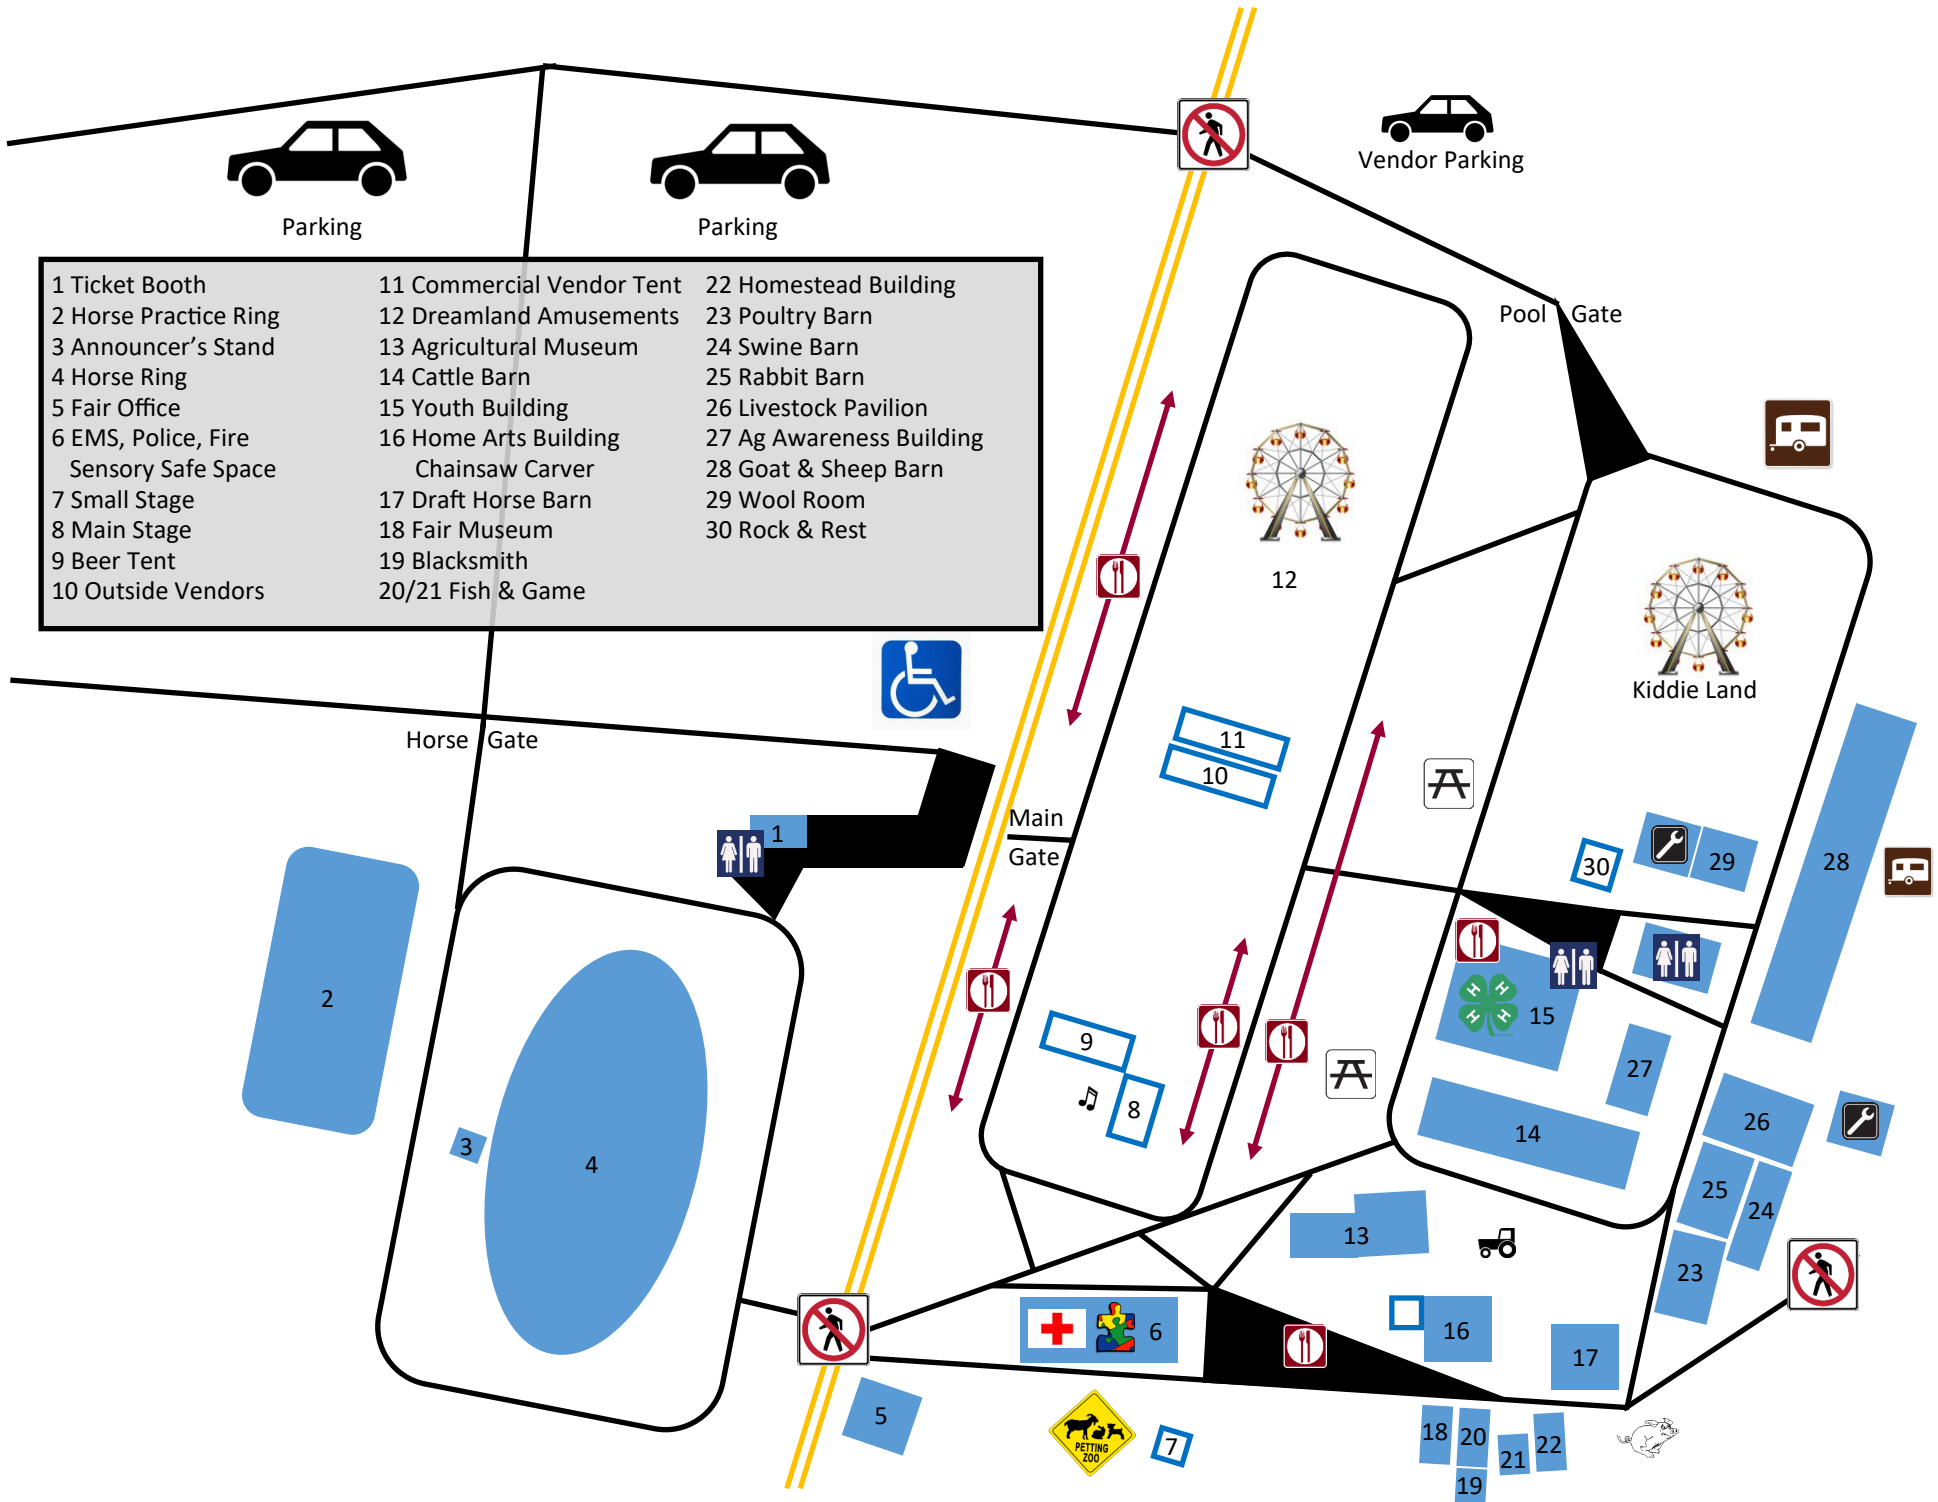 Vendor Parking
Parking
Parking
1 Ticket Booth
2 Horse Practice Ring
3 Announcer's Stand
4 Horse Ring
5 Fair Office
6 EMS, Police, Fire
Sensory Safe Space
7 Small Stage
8 Main Stage
9 Beer Tent
10 Outside Vendors
11 Commercial Vendor Tent
12 Dreamland Amusements
13 Agricultural Museum
14 Cattle Barn
15 Youth Building
16 Home Arts Building
Chainsaw Carver
17 Draft Horse Barn
18 Fair Museum
19 Blacksmith
20/21 Fish & Game
22 Homestead Building
23 Poultry Barn
24 Swine Barn
25 Rabbit Barn
26 Livestock Pavilion
27 Ag Awareness Building
28 Goat & Sheep Barn
29 Wool Room
30 Rock & Rest
Pool Gate
12
Kiddie Land
Horse Gate
11
10
Main
Gate
1
30
29
28
2
9
8
H H
H H
15
27
14
26
3
4
25
24
13
23
6
16
17
5
PETTING
ZOO
7
18
20
21
22
19